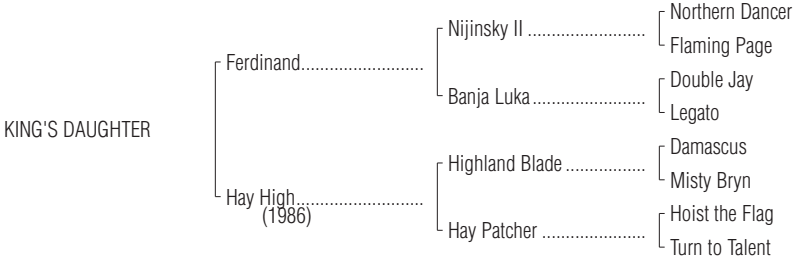 Northern Dancer
Nijinsky II ........................
Flaming Page
Ferdinand.........................
Double Jay
Banja Luka .......................
Legato
KING'S DAUGHTER
Damascus
Highland Blade ................
Misty Bryn
Hay High..........................
(1986)
Hoist the Flag
Hay Patcher .....................
Turn to Talent